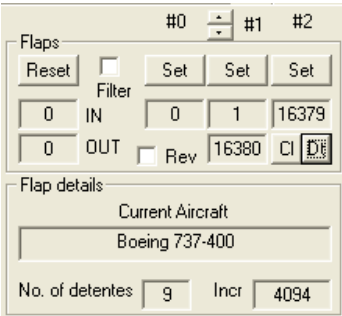 #0 #1 #2
Flaps
Reset Set Set Set
Filter
0 IN 0 1 16379
0 OUT Rev 16380 Cl Dt
Flap details
Current Aircraft
Boeing 737-400
No. of detentes 9 Incr 4094